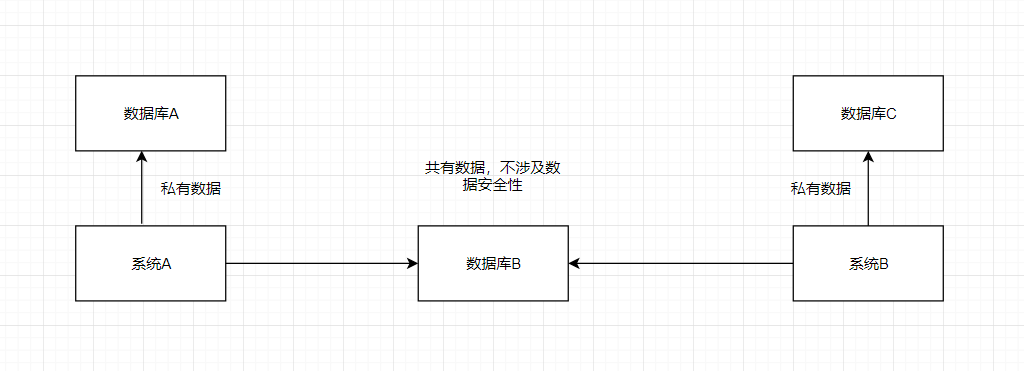 数据库A
数据库C
共有数据，不涉及数
据安全性
私有数据
私有数据
系统A
数据库B
系统B